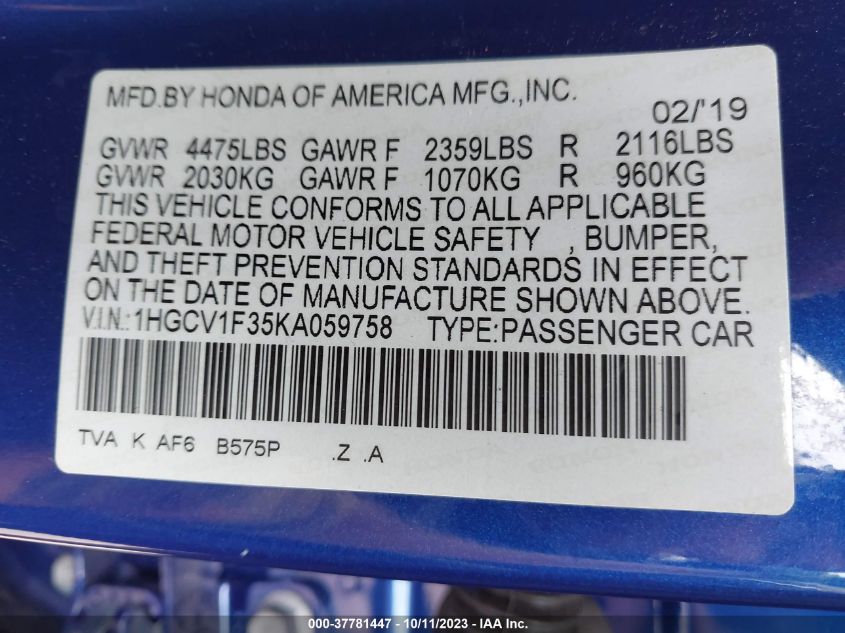 MFD.BY HONDA OF AMERICA MFG.,INC.
02/'19
GVWR 4475LBS GAWR F 2359LBS R 2116LBS
GVWR 2030KG GAWR F 1070KG R 960KG
THIS VEHICLE CONFORMS TO ALL APPLICABLE
FEDERAL MOTOR VEHICLE SAFETY , BUMPER,
AND THEFT PREVENTION STANDARDS IN EFFECT
ON THE DATE OF MANUFACTURE SHOWN ABOVE.
V.I.N.:1HGCV1F35KA059758 TYPE:PASSENGER CAR
TVA K AF6 B575P .Z .A
000-37781447 - 10/11/2023 - IAA Inc.